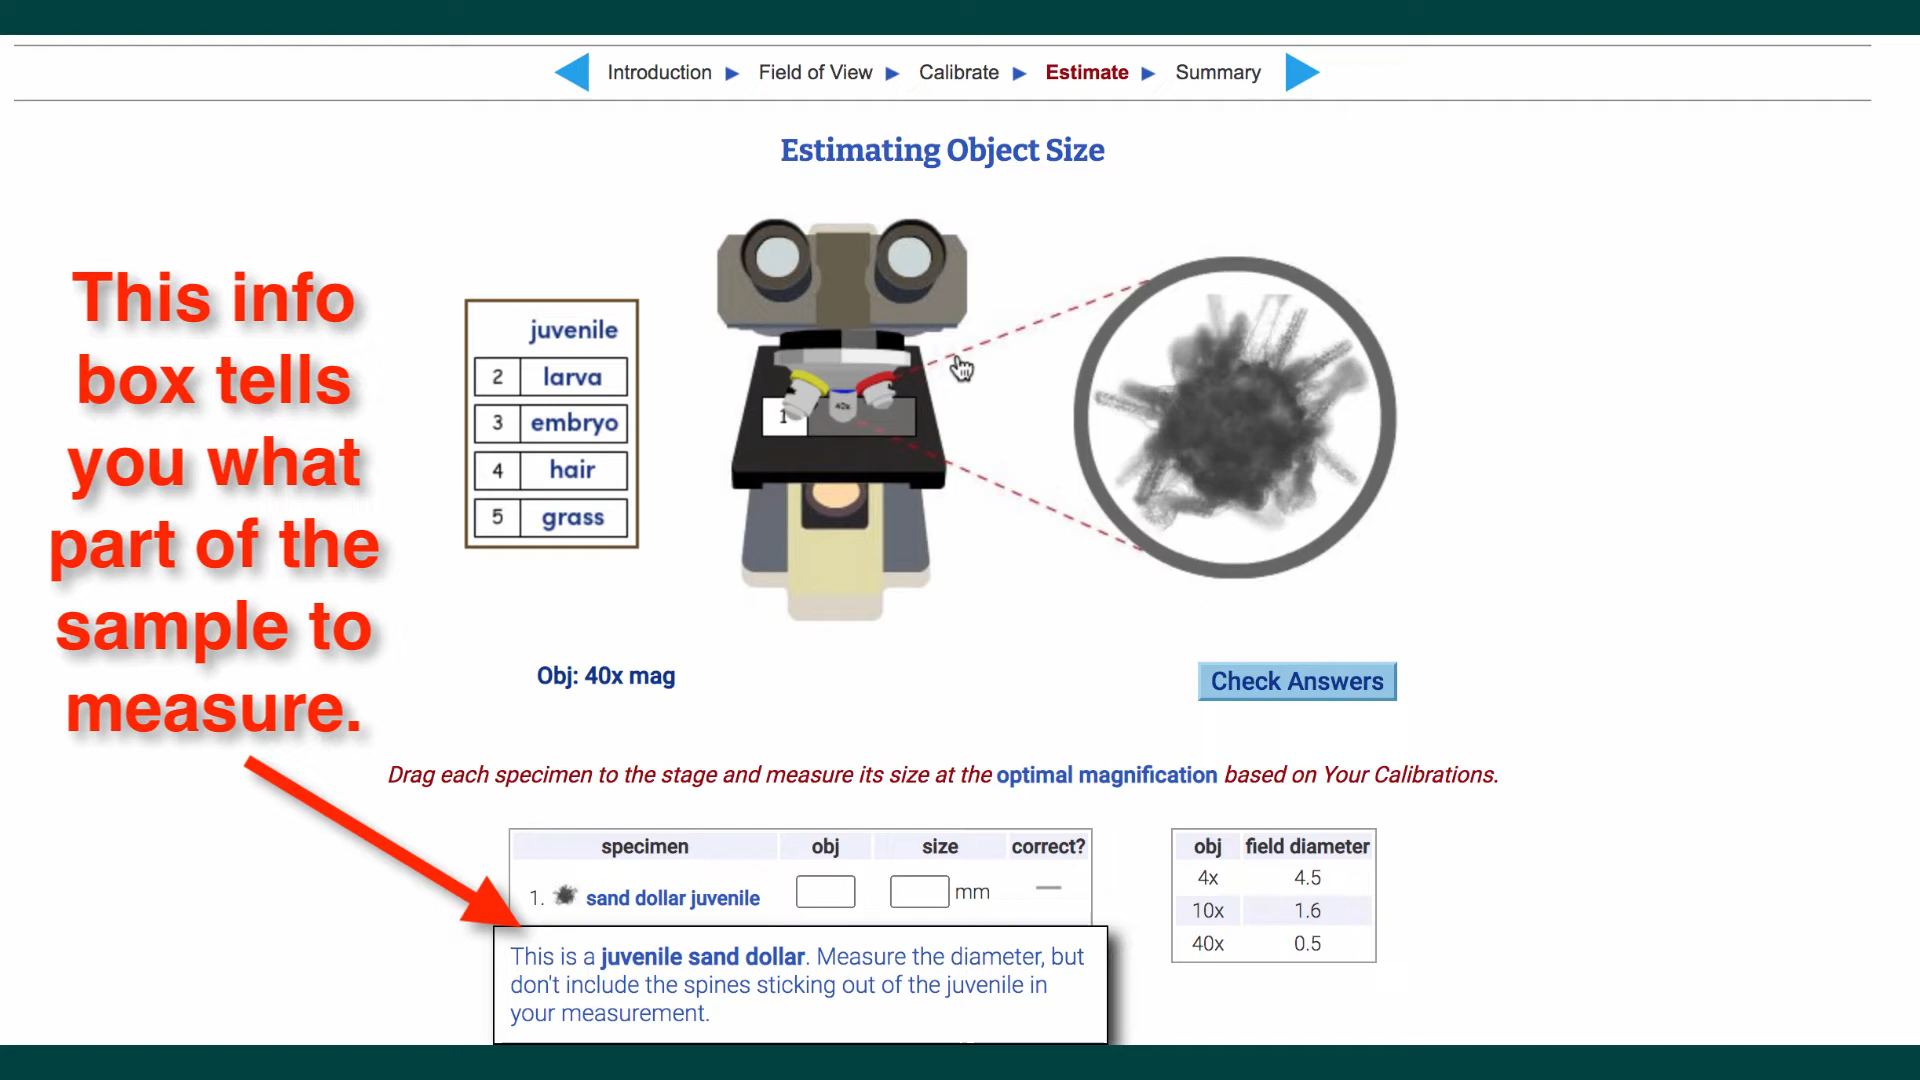 Introduction Field of View Calibrate Estimate Summary
Estimating Object Size
This info
box tells
you what
part of the
sample to
measure.
juvenile
2 larva
3 embryo
4 hair
5 grass
1
40x
Obj: 40x mag
Check Answers
Drag each specimen to the stage and measure its size at the optimal magnification based on Your Calibrations.
specimen obj size correct?
1. sand dollar juvenile mm —
This is a juvenile sand dollar. Measure the diameter, but
don't include the spines sticking out of the juvenile in
your measurement.
obj field diameter
4x 4.5
10x 1.6
40x 0.5